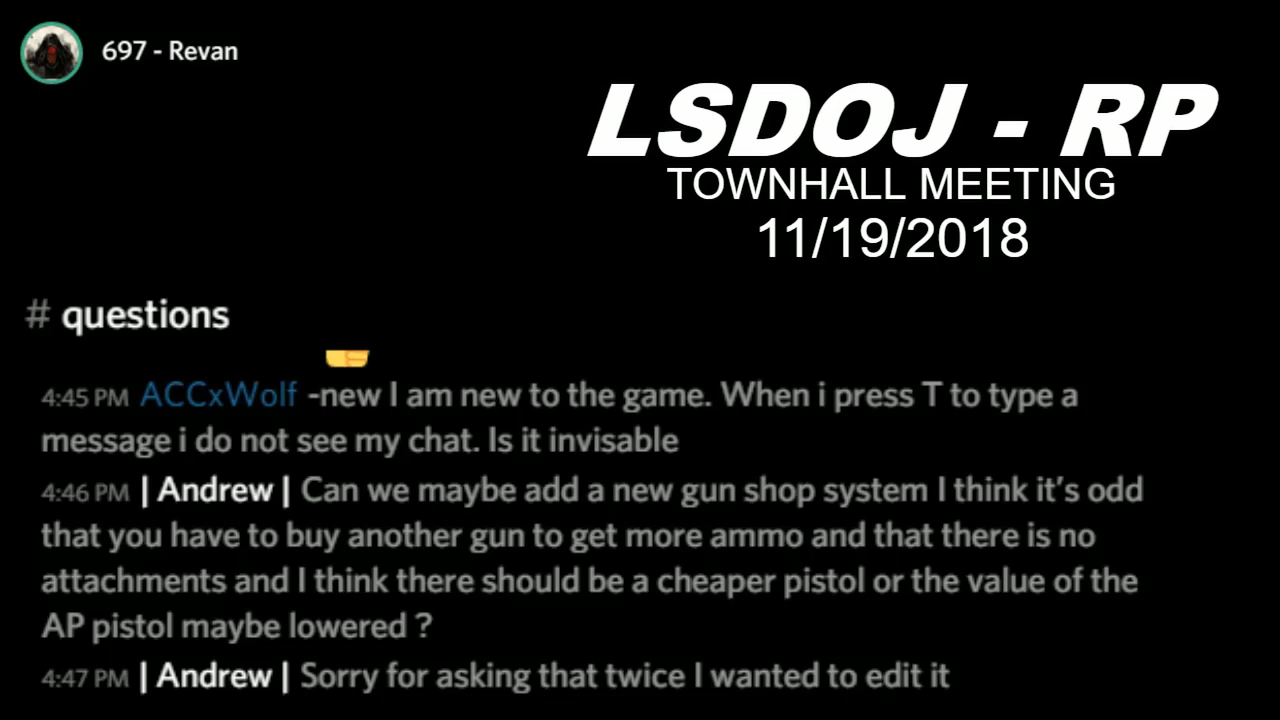 697 - Revan
LSDOJ - RP
TOWNHALL MEETING
11/19/2018
# questions
4:45 PM ACCxWolf -new I am new to the game. When i press T to type a
message i do not see my chat. Is it invisable
4:46 PM | Andrew | Can we maybe add a new gun shop system I think it's odd
that you have to buy another gun to get more ammo and that there is no
attachments and I think there should be a cheaper pistol or the value of the
AP pistol maybe lowered ?
4:47 PM | Andrew | Sorry for asking that twice I wanted to edit it